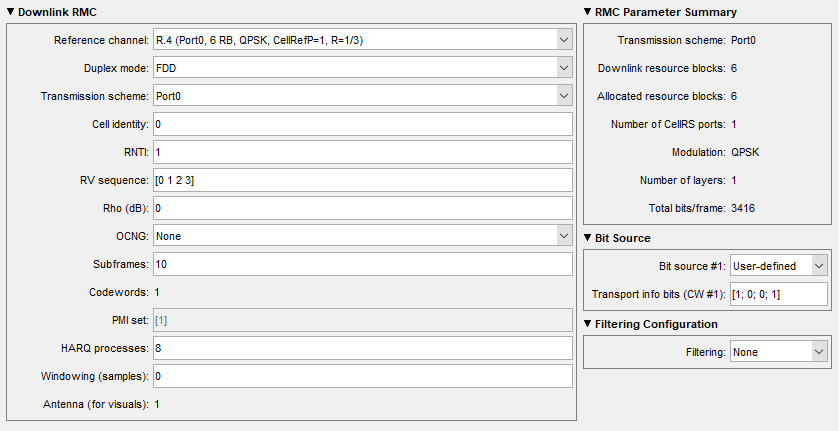 Downlink RMC
Reference channel: R.4 (Port0, 6 RB, QPSK, CellRefP=1, R=1/3)
Duplex mode: FDD
Transmission scheme: Port0
Cell identity: 0
RNTI: 1
RV sequence: [0 1 2 3]
Rho (dB): 0
OCNG: None
Subframes: 10
Codewords: 1
PMI set: [1]
HARQ processes: 8
Windowing (samples): 0
Antenna (for visuals): 1
RMC Parameter Summary
Transmission scheme: Port0
Downlink resource blocks: 6
Allocated resource blocks: 6
Number of CellRS ports: 1
Modulation: QPSK
Number of layers: 1
Total bits/frame: 3416
Bit Source
Bit source #1: User-defined
Transport info bits (CW #1): [1; 0; 0; 1]
Filtering Configuration
Filtering: None